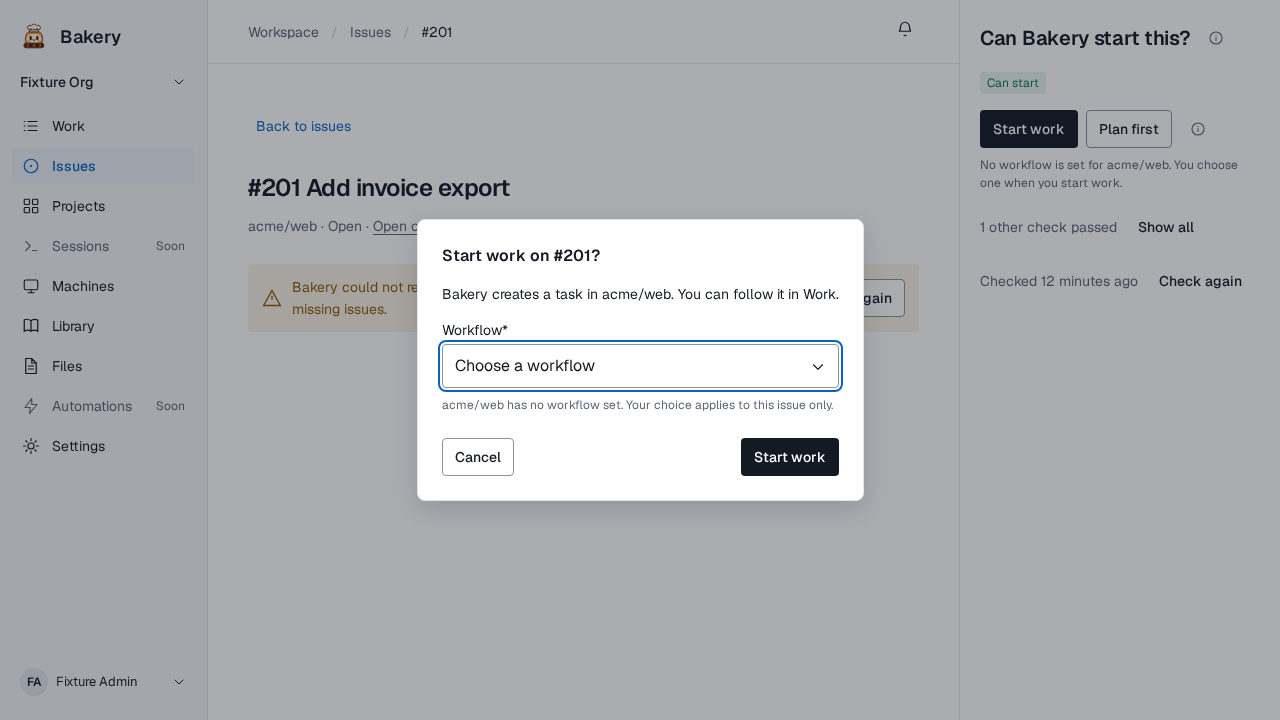 Bakery
Fixture Org
Work
Issues
Projects
Sessions Soon
Machines
Library
Files
Automations Soon
Settings
FA Fixture Admin
Workspace / Issues / #201
Back to issues
#201 Add invoice export
acme/web · Open · Open
Bakery could not
missing issues.
Start work on #201?
Bakery creates a task in acme/web. You can follow it in Work.
Workflow*
Choose a workflow
acme/web has no workflow set. Your choice applies to this issue only.
Cancel
Start work
Can Bakery start this?
Can start
Start work
Plan first
No workflow is set for acme/web. You choose
one when you start work.
1 other check passed Show all
Checked 12 minutes ago Check again